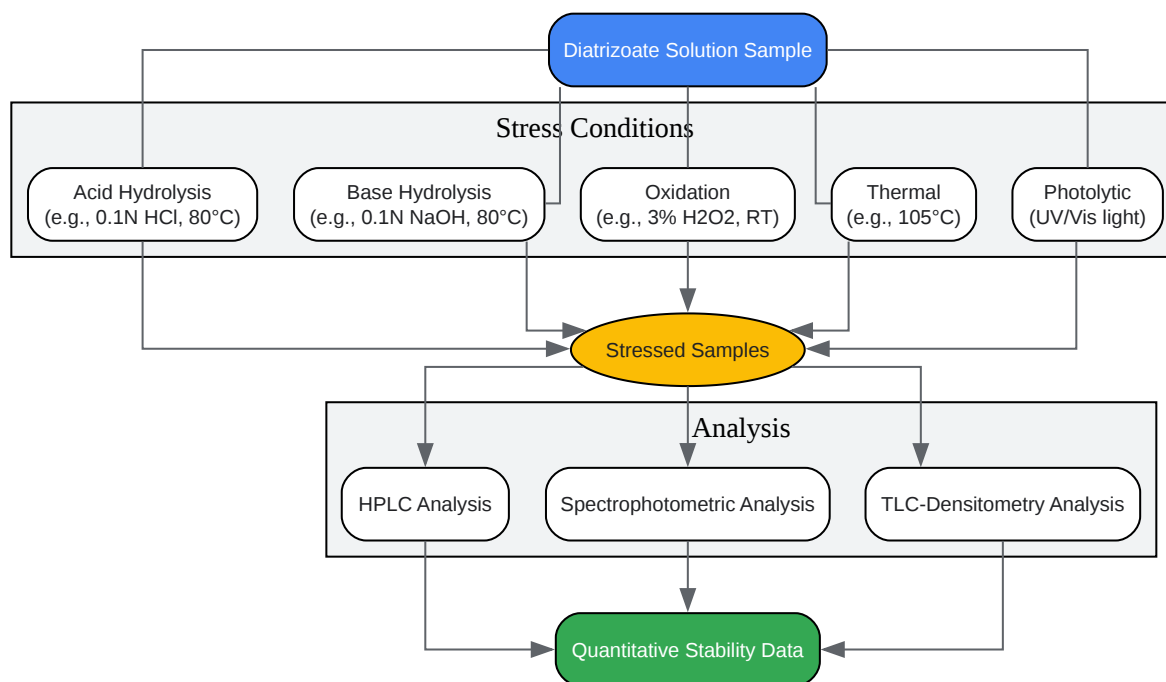 Diatrizoate Solution Sample
Stress Conditions
Acid Hydrolysis
(e.g., 0.1N HCl, 80°C)
Base Hydrolysis
(e.g., 0.1N NaOH, 80°C)
Oxidation
(e.g., 3% H2O2, RT)
Thermal
(e.g., 105°C)
Photolytic
(UV/Vis light)
Stressed Samples
Analysis
HPLC Analysis
Spectrophotometric Analysis
TLC-Densitometry Analysis
Quantitative Stability Data